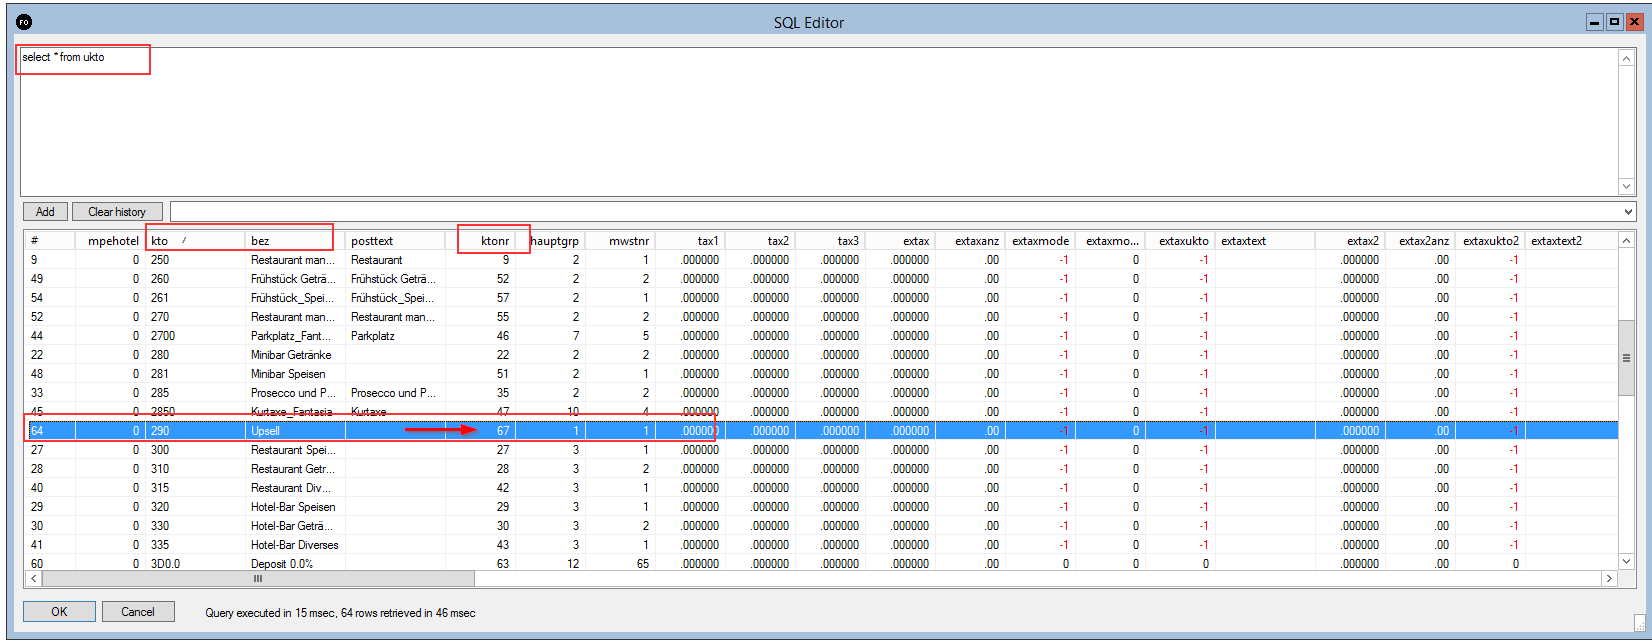 FO SQL Editor
select * from ukto
Add Clear history
# mpehotel kto bez posttext ktonr hauptgrp mwstnr tax1 tax2 tax3 extax extaxanz extaxmode extaxmo... extaxukto extaxtext extax2 extax2anz extaxukto2 extaxtext2
9 0 250 Restaurant man... Restaurant 9 2 1 .000000 .000000 .000000 .000000 .00 -1 0 -1 .000000 .00 -1
49 0 260 Frühstück Geträ... Frühstück Geträ... 52 2 2 .000000 .000000 .000000 .000000 .00 -1 0 -1 .000000 .00 -1
54 0 261 Frühstück_Spei... Frühstück_Spei... 57 2 1 .000000 .000000 .000000 .000000 .00 -1 0 -1 .000000 .00 -1
52 0 270 Restaurant man... Restaurant man... 55 2 2 .000000 .000000 .000000 .000000 .00 -1 0 -1 .000000 .00 -1
44 0 2700 Parkplatz_Fant... Parkplatz 46 7 5 .000000 .000000 .000000 .000000 .00 -1 0 -1 .000000 .00 -1
22 0 280 Minibar Getränke 22 2 2 .000000 .000000 .000000 .000000 .00 -1 0 -1 .000000 .00 -1
48 0 281 Minibar Speisen 51 2 1 .000000 .000000 .000000 .000000 .00 -1 0 -1 .000000 .00 -1
33 0 285 Prosecco und P... Prosecco und P... 35 2 2 .000000 .000000 .000000 .000000 .00 -1 0 -1 .000000 .00 -1
45 0 2850 Kurtaxe_Fantasia Kurtaxe 47 10 4 .000000 .000000 .000000 .000000 .00 -1 0 -1 .000000 .00 -1
64 0 290 Upsell 67 1 1 .000000 .000000 .000000 .000000 .00 -1 0 -1 .000000 .00 -1
27 0 300 Restaurant Spei... 27 3 1 .000000 .000000 .000000 .000000 .00 -1 0 -1 .000000 .00 -1
28 0 310 Restaurant Getr... 28 3 2 .000000 .000000 .000000 .000000 .00 -1 0 -1 .000000 .00 -1
40 0 315 Restaurant Div... 42 3 1 .000000 .000000 .000000 .000000 .00 -1 0 -1 .000000 .00 -1
29 0 320 Hotel-Bar Speisen 29 3 1 .000000 .000000 .000000 .000000 .00 -1 0 -1 .000000 .00 -1
30 0 330 Hotel-Bar Geträ... 30 3 2 .000000 .000000 .000000 .000000 .00 -1 0 -1 .000000 .00 -1
41 0 335 Hotel-Bar Diverses 43 3 1 .000000 .000000 .000000 .000000 .00 -1 0 -1 .000000 .00 -1
60 0 3D0.0 Deposit 0.0% 63 12 65 .000000 .000000 .000000 .000000 .00 0 0 0 .000000 .00 0
OK Cancel Query executed in 15 msec, 64 rows retrieved in 46 msec